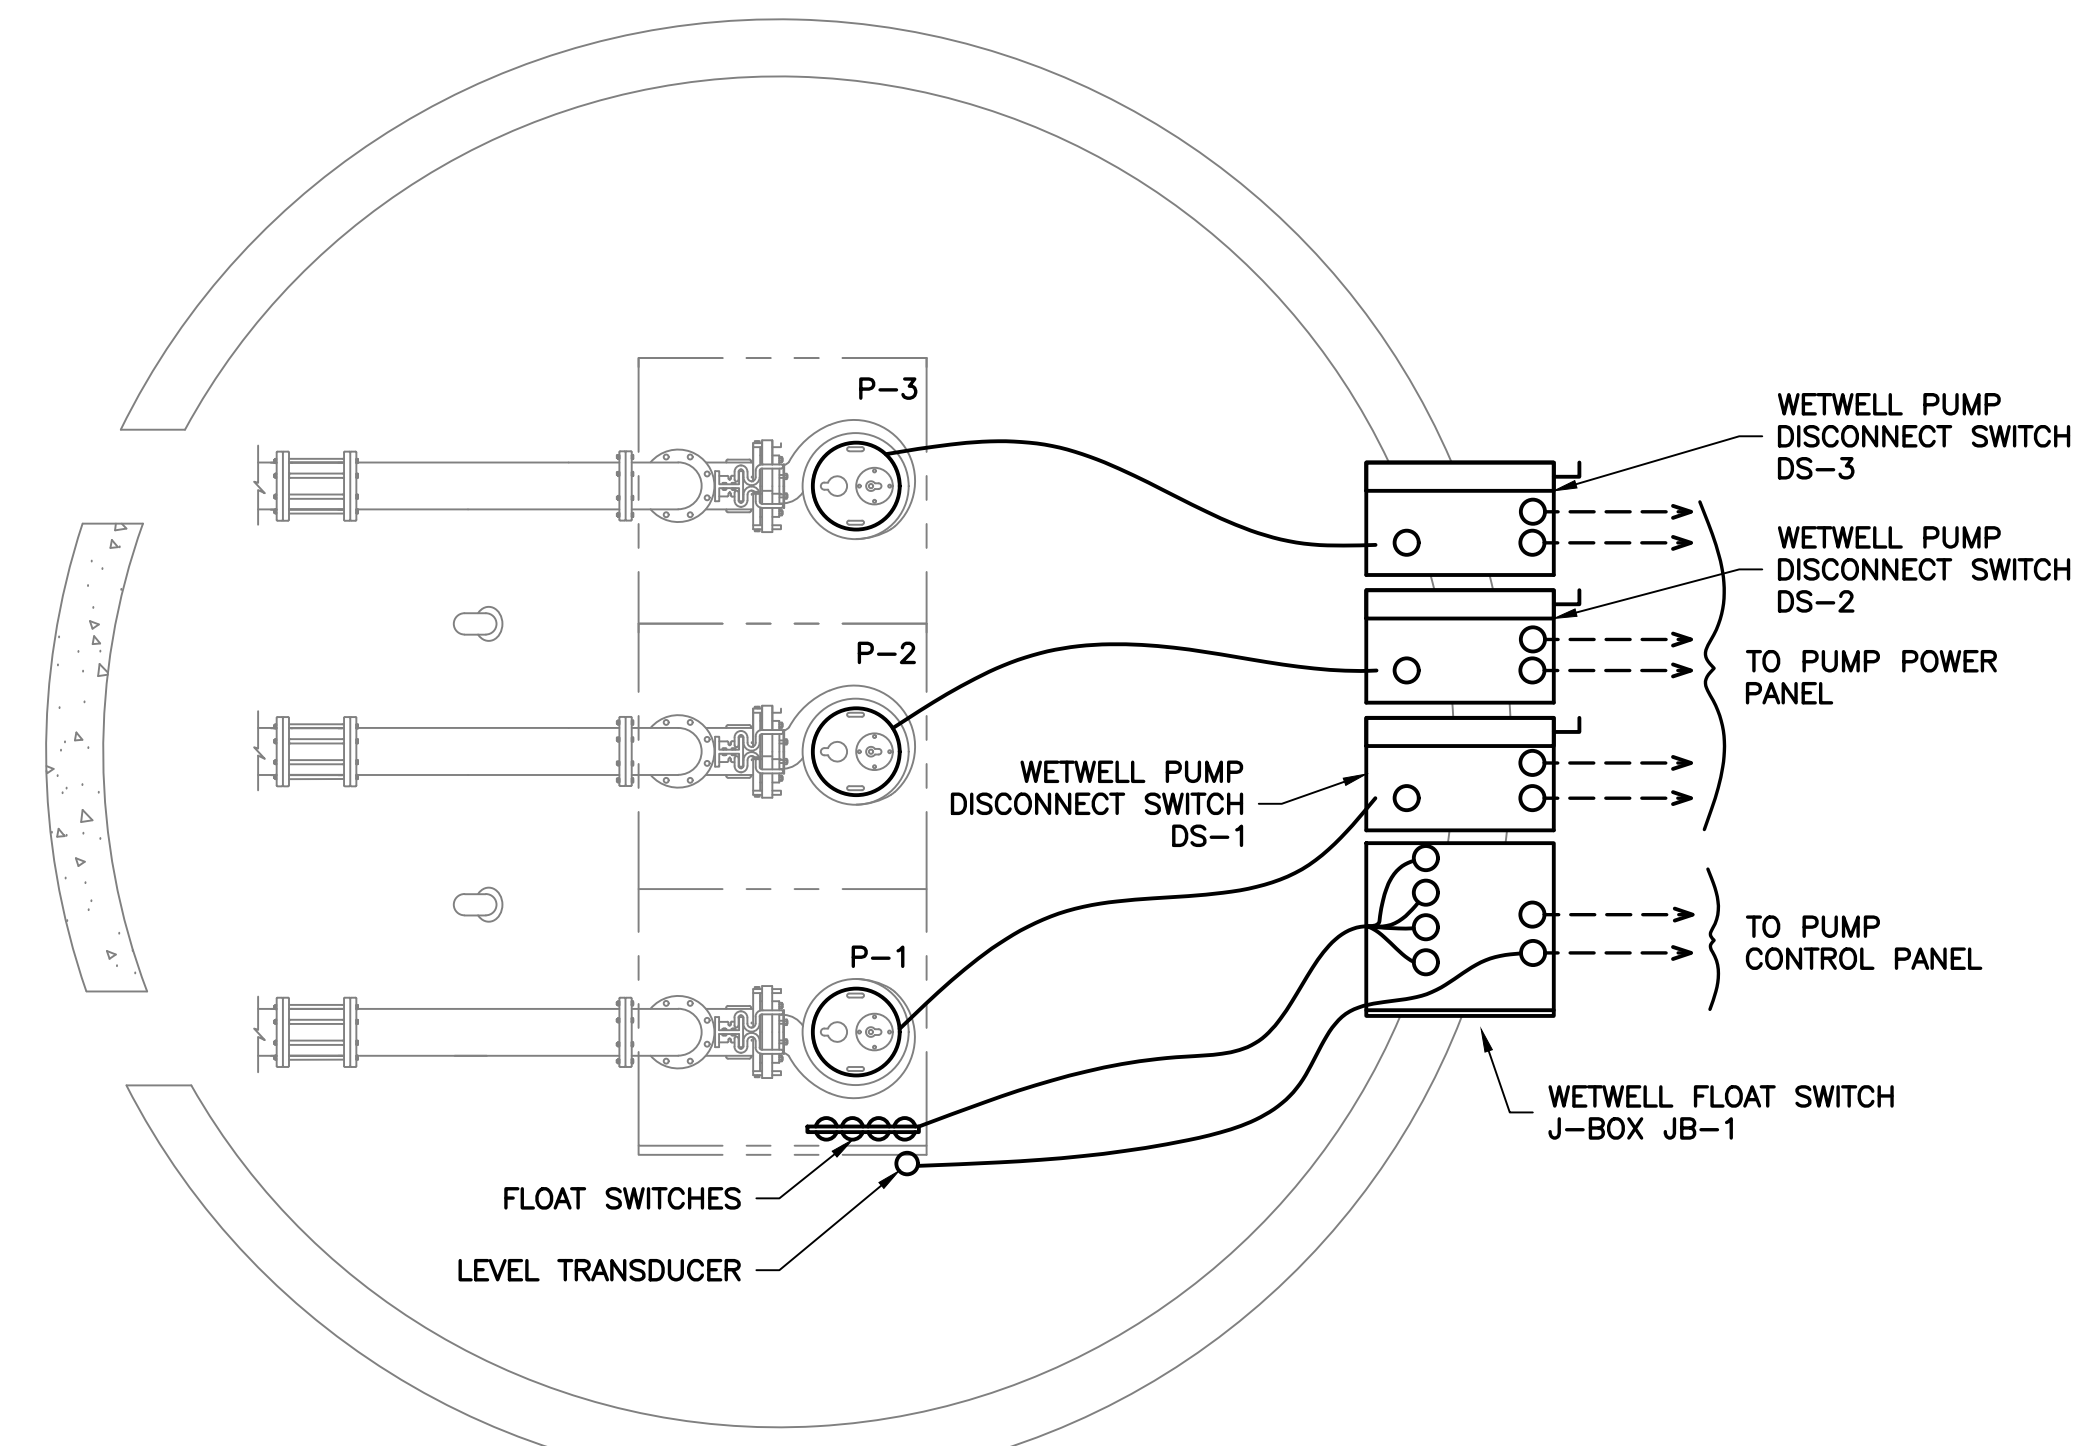 P-3
WETWELL PUMP
DISCONNECT SWITCH
DS-3
WETWELL PUMP
DISCONNECT SWITCH
DS-2
P-2
TO PUMP POWER
PANEL
WETWELL PUMP
DISCONNECT SWITCH
DS-1
P-1
TO PUMP
CONTROL PANEL
WETWELL FLOAT SWITCH
J-BOX JB-1
FLOAT SWITCHES
LEVEL TRANSDUCER